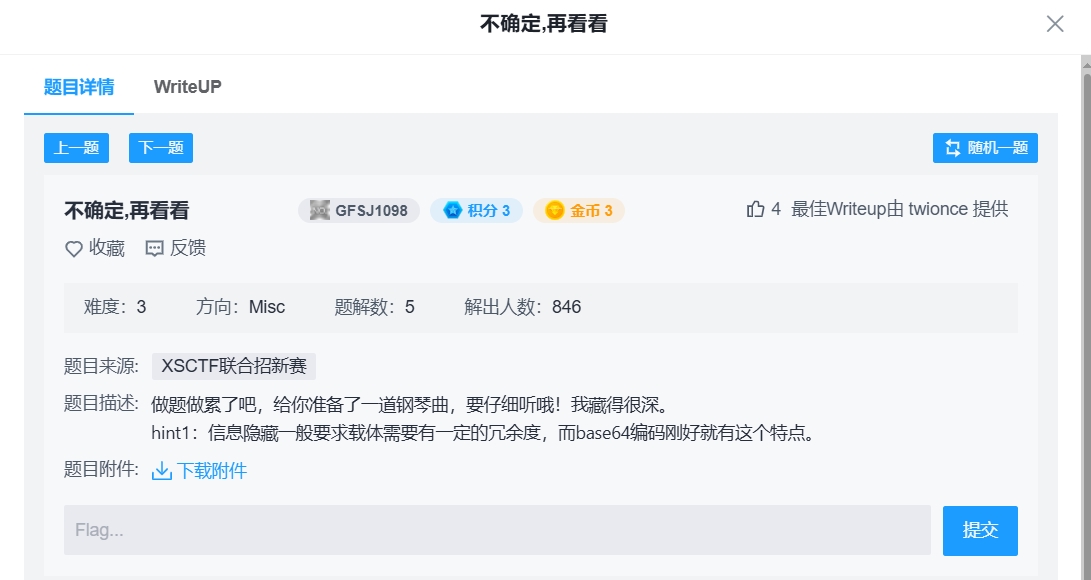 不确定,再看看
题目详情 WriteUP
上一题 下一题 随机一题
不确定,再看看 GFSJ1098 积分 3 金币 3 4 最佳Writeup由 twionce 提供
收藏 反馈
难度：3 方向：Misc 题解数：5 解出人数：846
题目来源: XSCTF联合招新赛
题目描述: 做题做累了吧，给你准备了一道钢琴曲，要仔细听哦！我藏得很深。
hint1：信息隐藏一般要求载体需要有一定的冗余度，而base64编码刚好就有这个特点。
题目附件: 下载附件
Flag... 提交